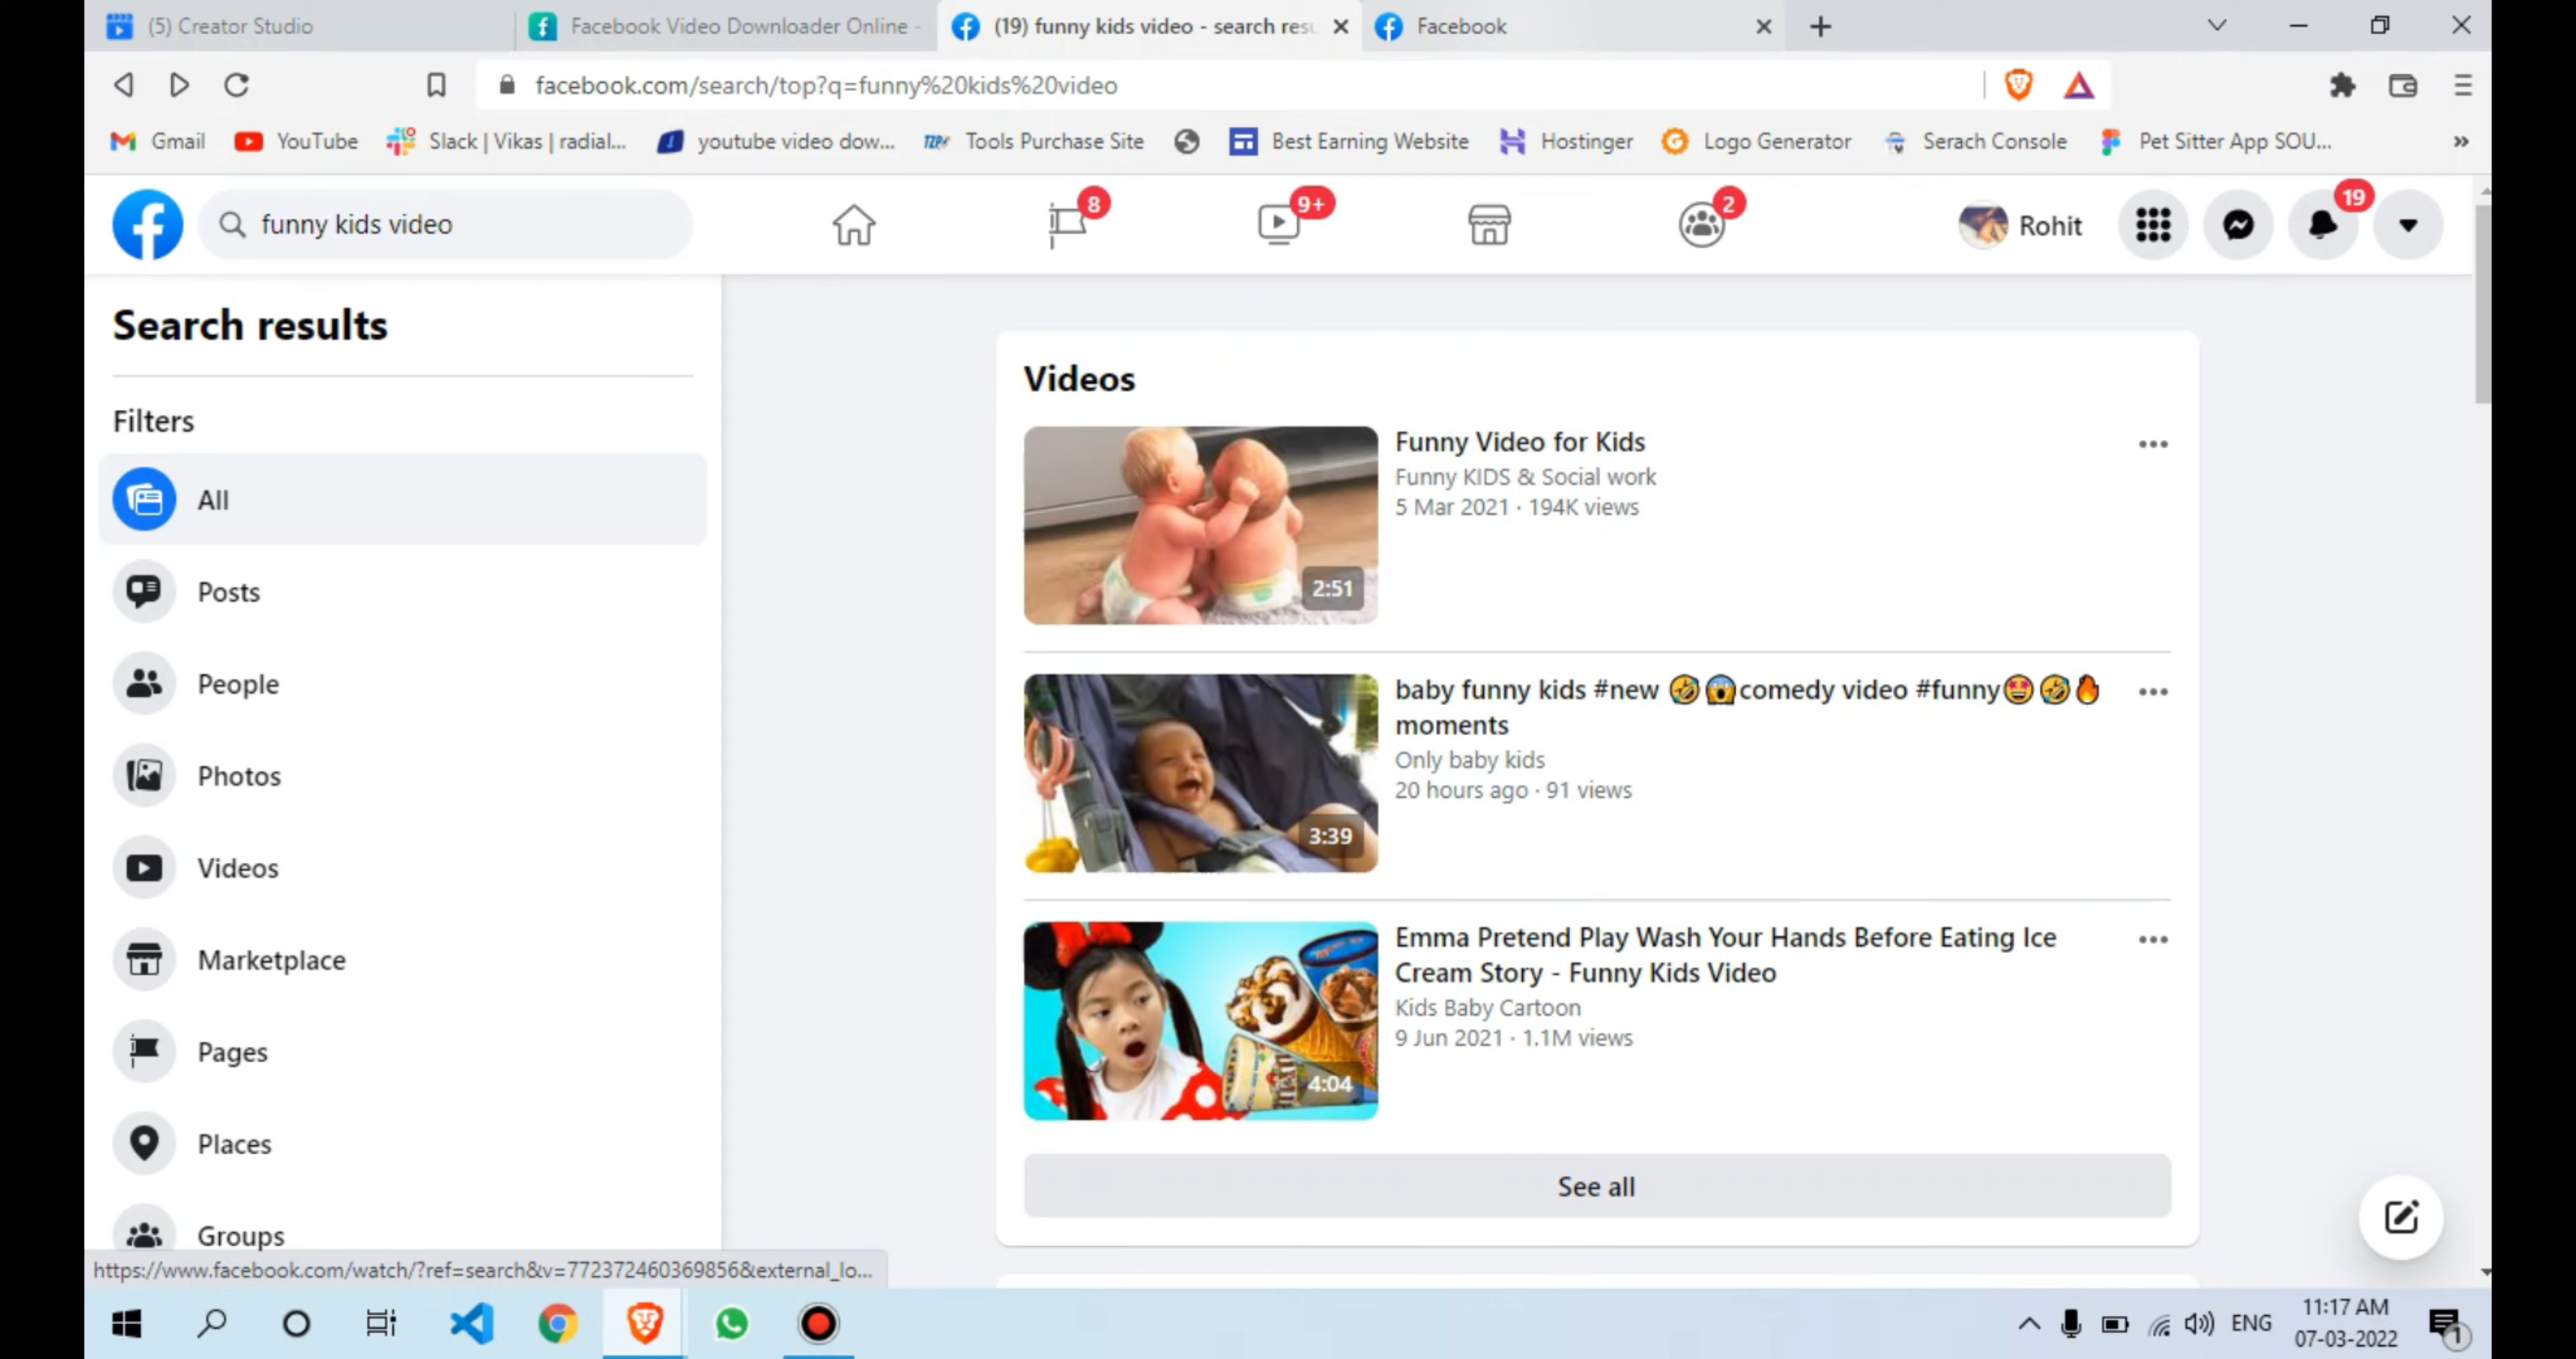 (5) Creator Studio
Facebook Video Downloader Online -
(19) funny kids video - search resu
Facebook
facebook.com/search/top?q=funny%20kids%20video
Gmail
YouTube
Slack | Vikas | radial...
youtube video dow...
Tools Purchase Site
Best Earning Website
Hostinger
Logo Generator
Serach Console
Pet Sitter App SOU...
»
funny kids video
8
9+
2
Rohit
19
Search results
Filters
All
Posts
People
Photos
Videos
Marketplace
Pages
Places
Groups
Videos
2:51
Funny Video for Kids
Funny KIDS & Social work
5 Mar 2021 · 194K views
3:39
baby funny kids #new 🤣😱comedy video #funny🤩🤣🔥
moments
Only baby kids
20 hours ago · 91 views
4:04
Emma Pretend Play Wash Your Hands Before Eating Ice
Cream Story - Funny Kids Video
Kids Baby Cartoon
9 Jun 2021 · 1.1M views
See all
https://www.facebook.com/watch/?ref=search&v=772372460369856&external_lo...
ENG
11:17 AM
07-03-2022
1